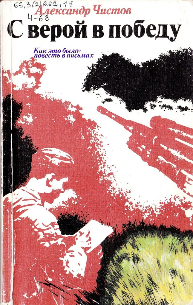 Александр Чистов
С верой в победу
Как это было–
повесть в письмах